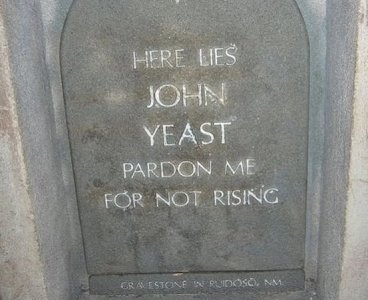 HERE LIES
JOHN
YEAST
PARDON ME
FOR NOT RISING
GRAVESTONE IN RUIDOSO, NM